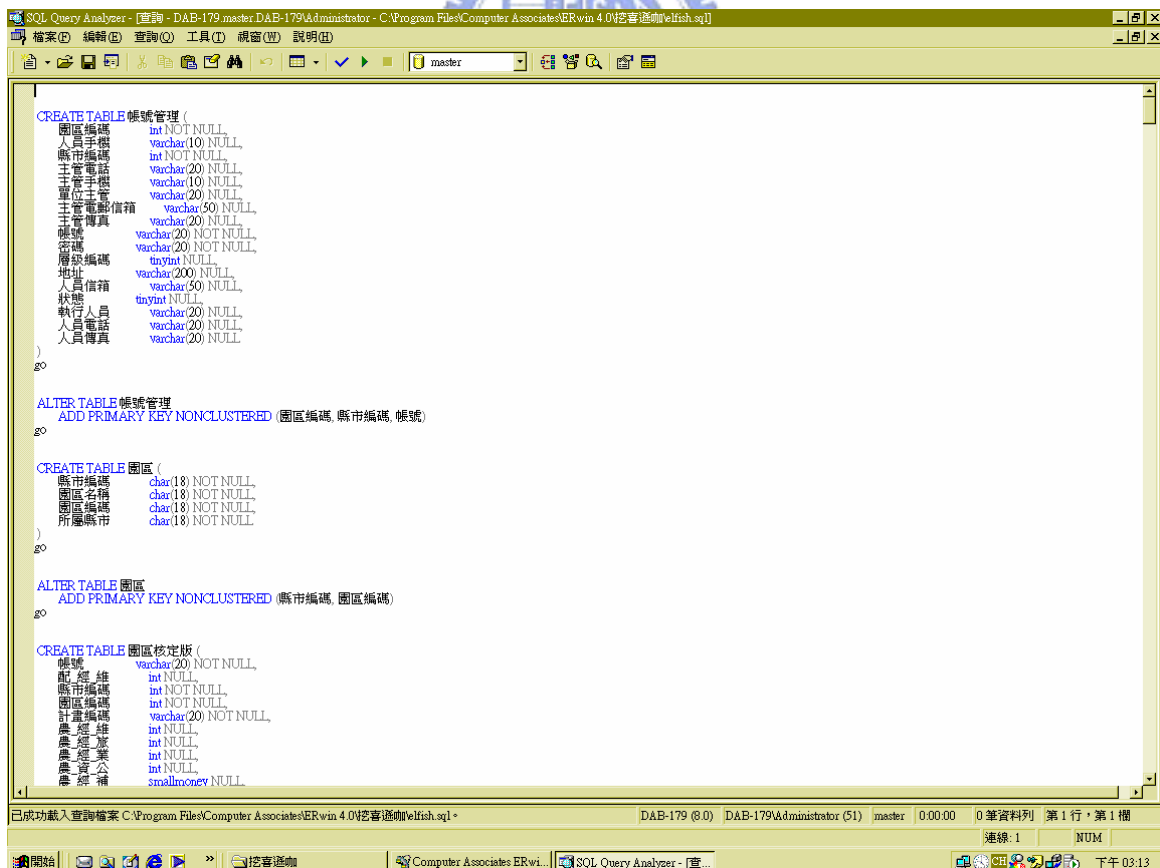 SQL Query Analyzer - [查詢 - DAB-179.master.DAB-179\Administrator - C:\Program Files\Computer Associates\ERwin 4.0\挖喜遜咖\elfish.sql]
檔案(F) 編輯(E) 查詢(Q) 工具(T) 視窗(W) 說明(H)
master
CREATE TABLE 帳號管理 (
園區編碼 int NOT NULL,
人員手機 varchar(10) NULL,
縣市編碼 int NOT NULL,
主管電話 varchar(20) NULL,
主管手機 varchar(10) NULL,
單位主管 varchar(20) NULL,
主管電郵信箱 varchar(50) NULL,
主管傳真 varchar(20) NULL,
帳號 varchar(20) NOT NULL,
密碼 varchar(20) NOT NULL,
層級編碼 tinyint NULL,
地址 varchar(200) NULL,
人員信箱 varchar(50) NULL,
狀態 tinyint NULL,
執行人員 varchar(20) NULL,
人員電話 varchar(20) NULL,
人員傳真 varchar(20) NULL
)
go
ALTER TABLE 帳號管理
ADD PRIMARY KEY NONCLUSTERED (園區編碼, 縣市編碼, 帳號)
go
CREATE TABLE 園區 (
縣市編碼 char(18) NOT NULL,
園區名稱 char(18) NOT NULL,
園區編碼 char(18) NOT NULL,
所屬縣市 char(18) NOT NULL
)
go
ALTER TABLE 園區
ADD PRIMARY KEY NONCLUSTERED (縣市編碼, 園區編碼)
go
CREATE TABLE 園區核定版 (
帳號 varchar(20) NOT NULL,
配_經_維 int NULL,
縣市編碼 int NOT NULL,
園區編碼 int NOT NULL,
計畫編碼 varchar(20) NOT NULL,
農_經_維 int NULL,
農_經_旅 int NULL,
農_經_業 int NULL,
農_資_公 int NULL,
農_經_補 smallmoney NULL,
已成功載入查詢檔案 C:\Program Files\Computer Associates\ERwin 4.0\挖喜遜咖\elfish.sql。 DAB-179 (8.0) DAB-179\Administrator (51) master 0:00:00 0 筆資料列 第 1 行，第 1 欄
連線: 1 NUM
開始 » 挖喜遜咖 Computer Associates ERwi... SQL Query Analyzer - [查... CH 下午 03:13